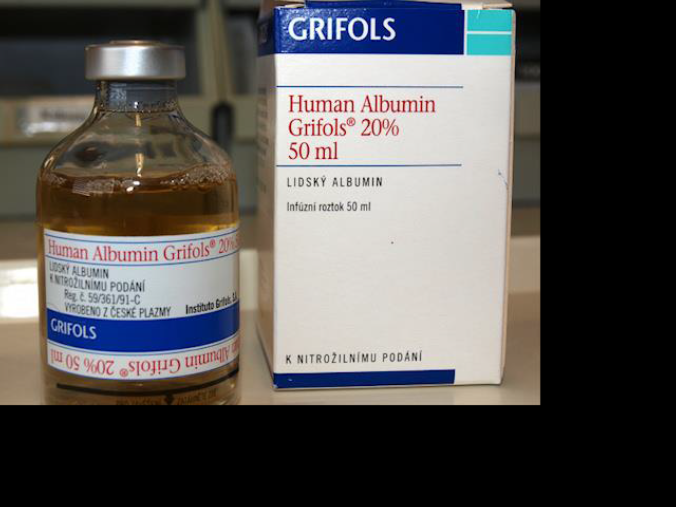 GRIFOLS
Human Albumin
Grifols® 20%
50 ml
LIDSKÝ ALBUMIN
Infúzní roztok 50 ml
K NITROŽILNÍMU PODÁNÍ
Human Albumin Grifols® 20%
LIDSKÝ ALBUMIN
K NITROŽILNÍMU PODÁNÍ
Reg. č. 59/361/91-C
VYROBENO Z ČESKÉ PLAZMY Instituto Grifols,
GRIFOLS
Human Albumin Grifols® 20% 50 ml